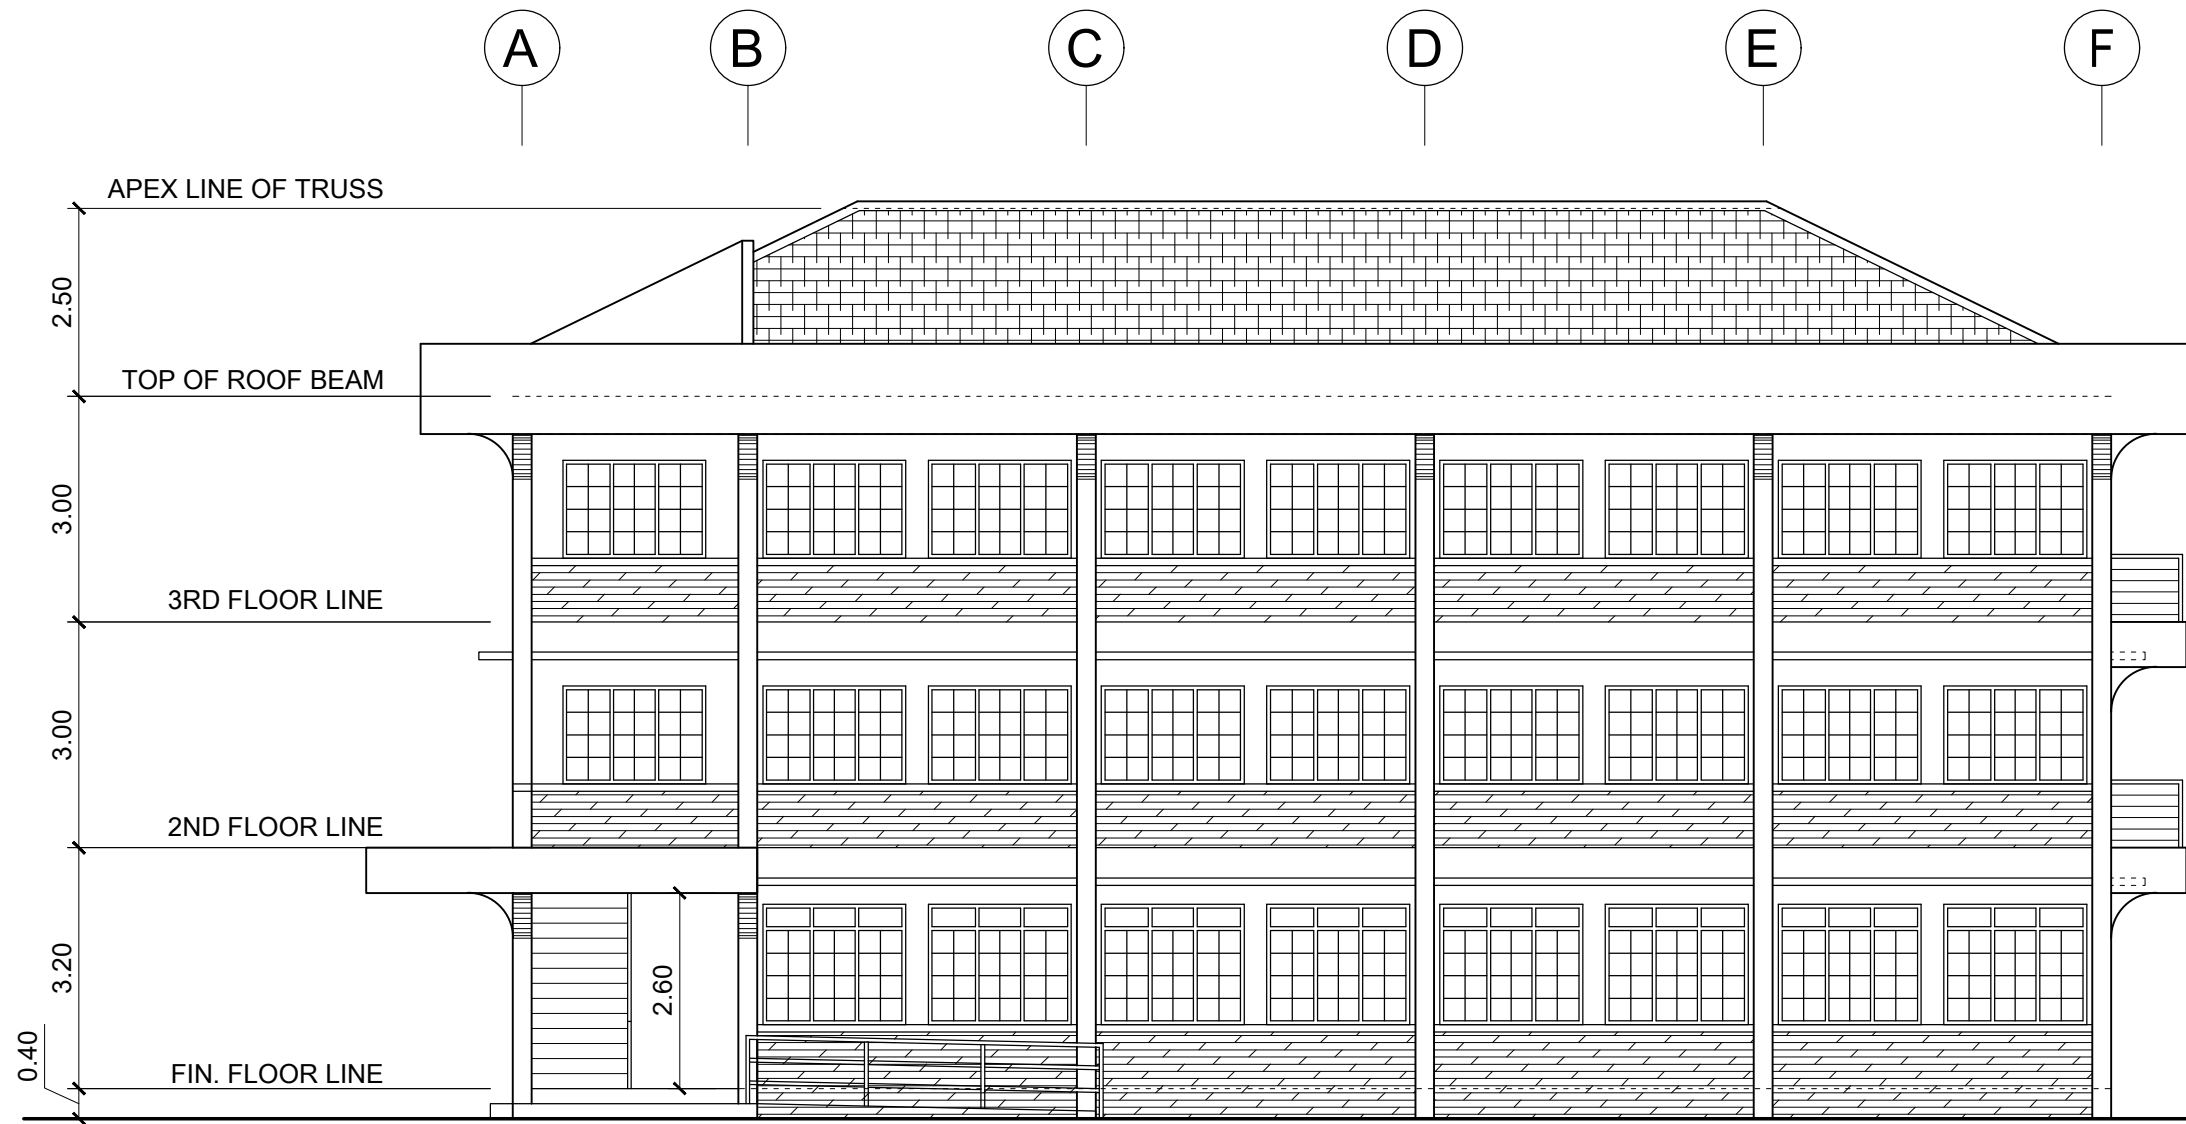 A B C D E F
APEX LINE OF TRUSS
2.50
TOP OF ROOF BEAM
3.00
3RD FLOOR LINE
3.00
2ND FLOOR LINE
3.20
2.60
0.40
FIN. FLOOR LINE